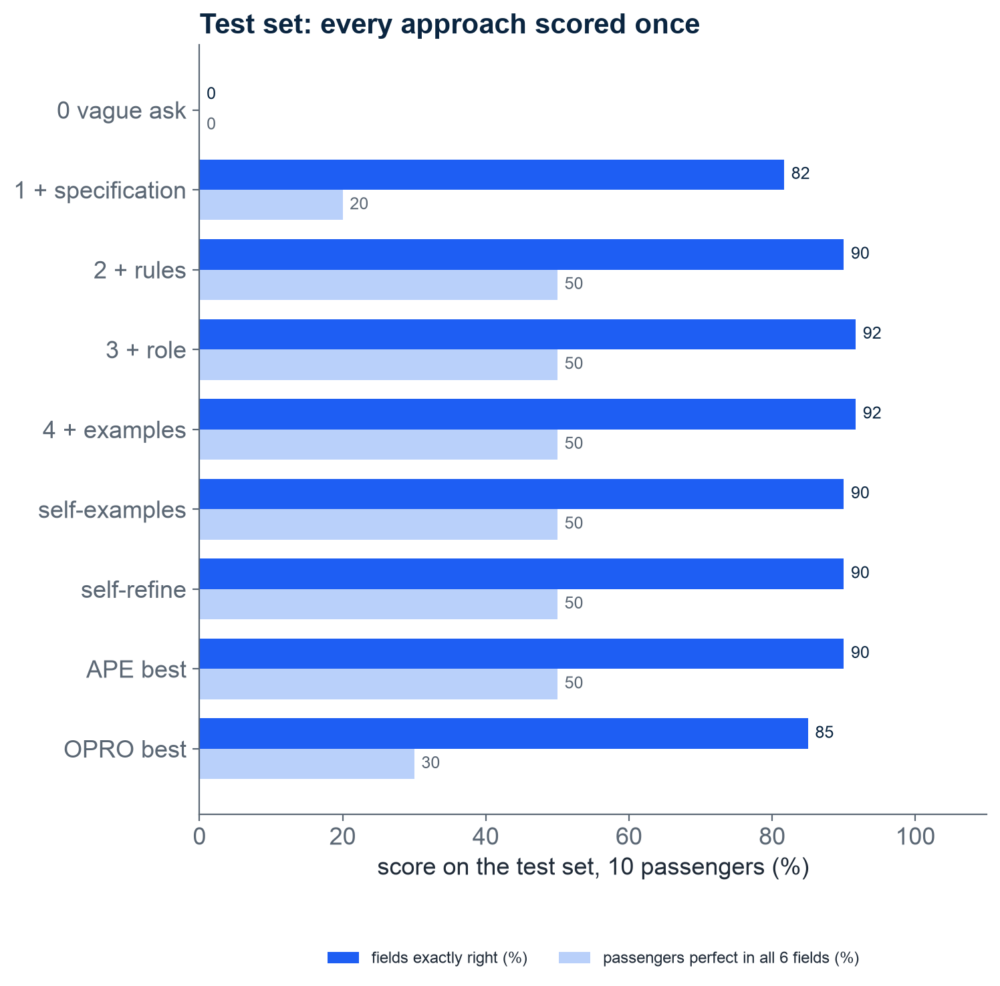 Test set: every approach scored once
0 vague ask
0
0
1 + specification
82
20
2 + rules
90
50
3 + role
92
50
4 + examples
92
50
self-examples
90
50
self-refine
90
50
APE best
90
50
OPRO best
85
30
0 20 40 60 80 100
score on the test set, 10 passengers (%)
fields exactly right (%) passengers perfect in all 6 fields (%)